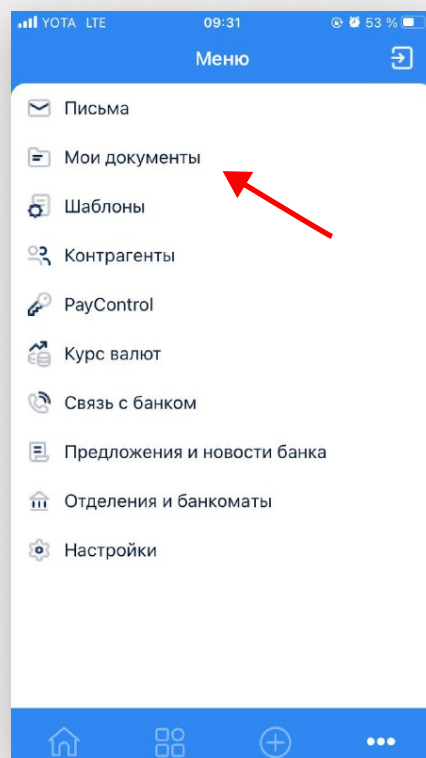 YOTA LTE 09:31 53 %
Меню
Письма
Мои документы
Шаблоны
Контрагенты
PayControl
Курс валют
Связь с банком
Предложения и новости банка
Отделения и банкоматы
Настройки